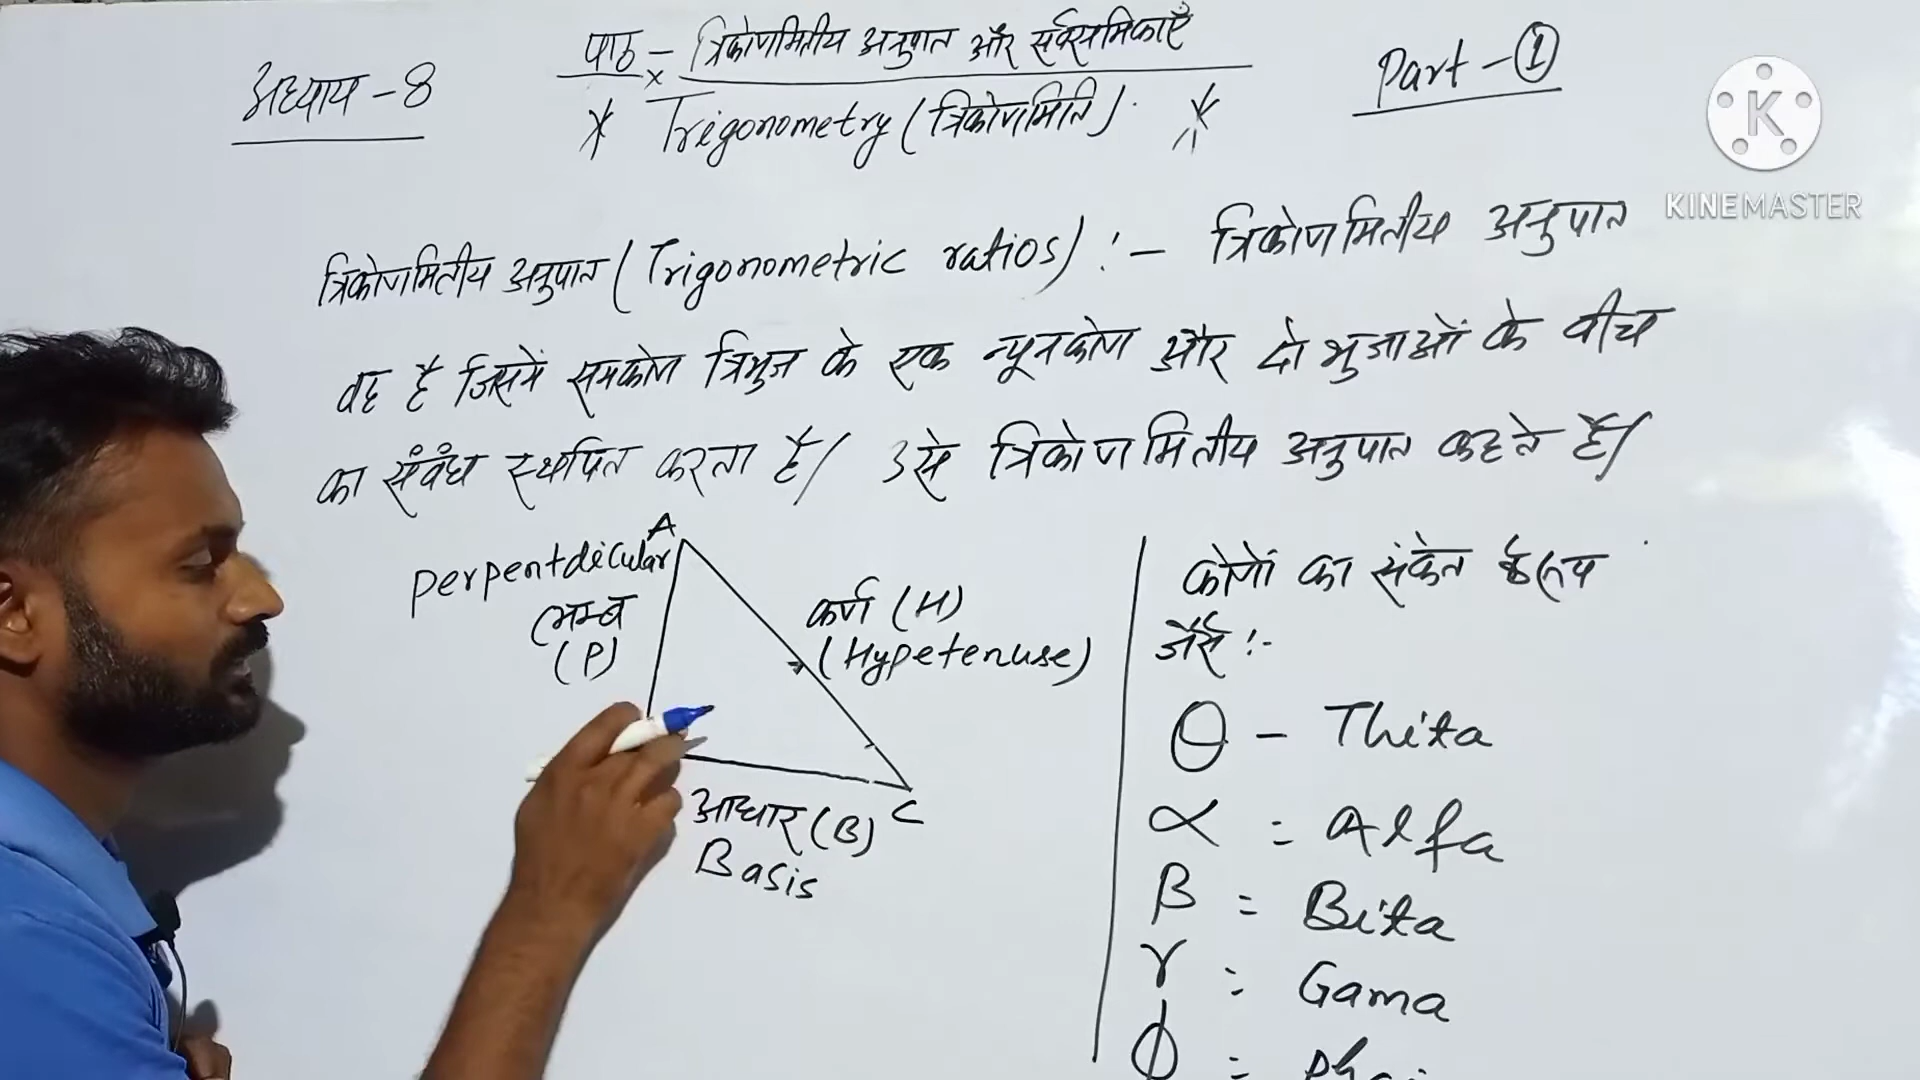 अध्याय - 8
पाठ - त्रिकोणमितीय अनुपात और सर्वसमिकाएँ
Part - ①
* Trigonometry (त्रिकोणमिति). *
K
KINEMASTER
त्रिकोणमितीय अनुपात (Trigonometric ratios) :- त्रिकोणमितीय अनुपात
वह है जिसमें समकोण त्रिभुज के एक न्यूनकोण और दो भुजाओं के बीच
का संबंध स्थापित करता है। उसे त्रिकोणमितीय अनुपात कहते हैं।
A
perpentdicular
लम्ब
(P)
कर्ण (H)
(Hypetenuse)
C
आधार (B)
Basis
कोणों का संकेत
जैसे :-
θ - Thita
α = Alfa
β = Bita
γ = Gama
ϕ =